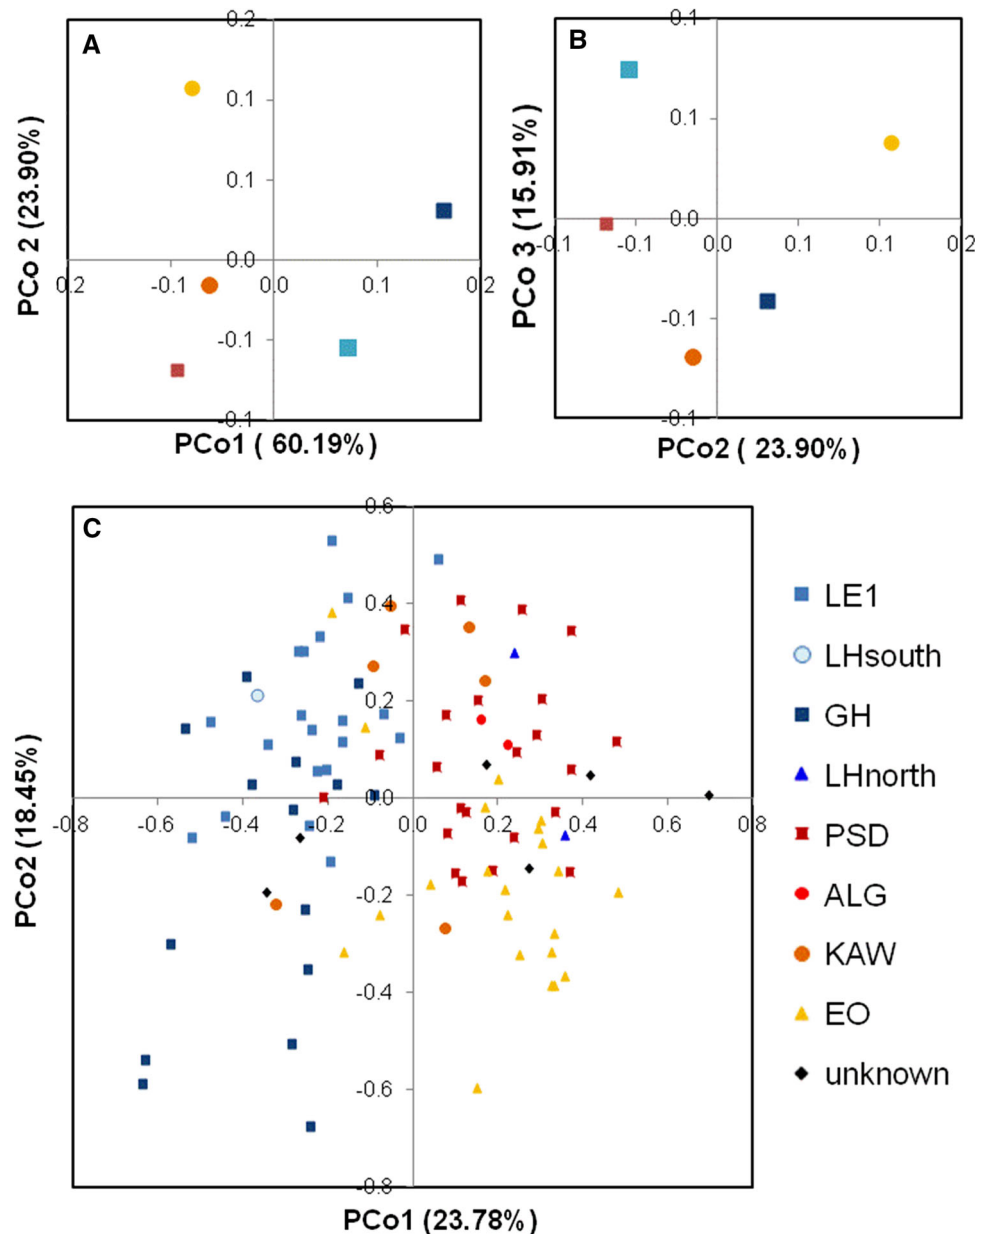 A
0.2
0.1
0.1
0.0
0.2 -0.1 0.0 0.1 0.2
-0.1
-0.1
PCo 2 (23.90%)
PCo1 ( 60.19%)
B
0.1
0.1
0.0
-0.1 -0.1 0.0 0.1 0.1 0.2
-0.1
-0.1
PCo 3 (15.91%)
PCo2 ( 23.90%)
C
0.6
0.4
0.2
0.0
-0.8 -0.6 -0.4 -0.2 0.0 0.2 0.4 0.6 0.8
-0.2
-0.4
-0.6
-0.8
PCo2 (18.45%)
PCo1 (23.78%)
LE1
LHsouth
GH
LHnorth
PSD
ALG
KAW
EO
unknown